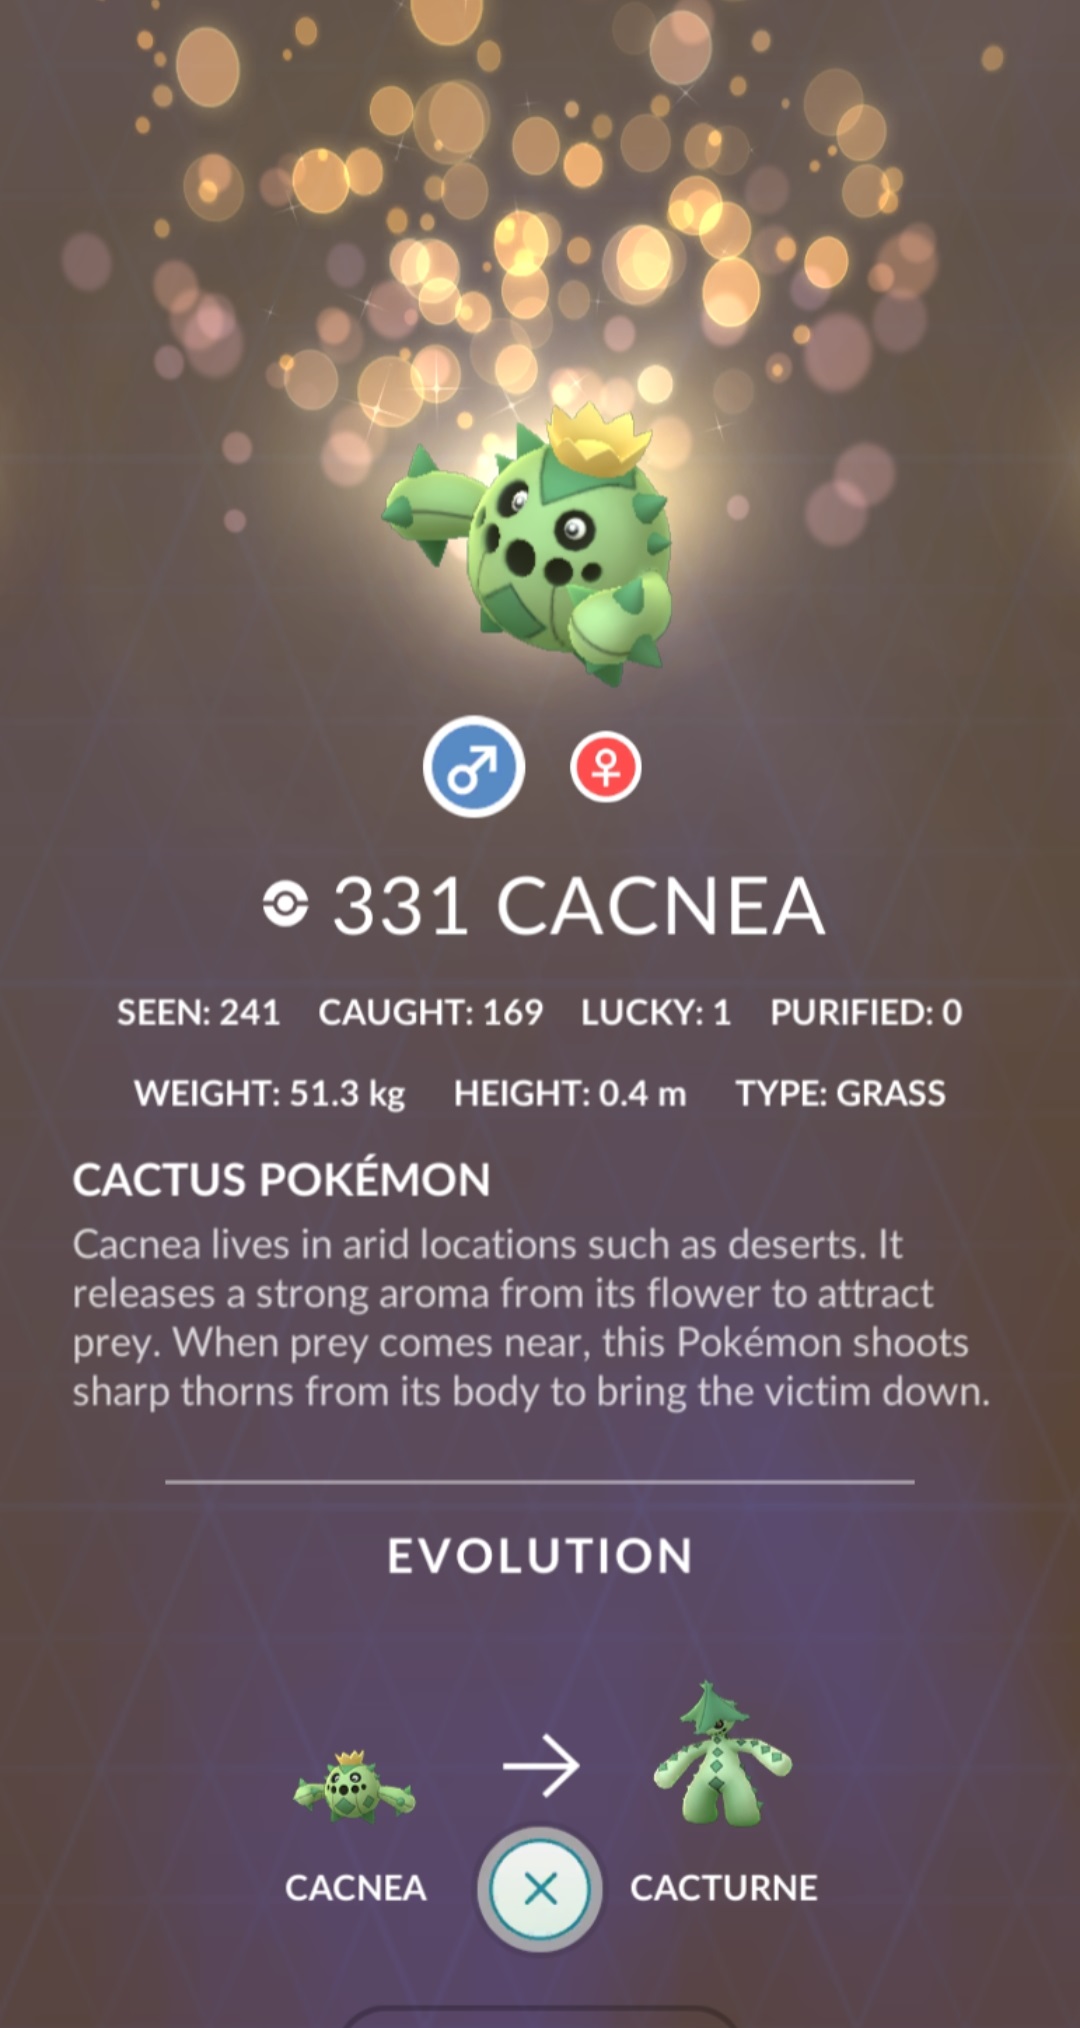 331 CACNEA
SEEN: 241 CAUGHT: 169 LUCKY: 1 PURIFIED: 0
WEIGHT: 51.3 kg HEIGHT: 0.4 m TYPE: GRASS
CACTUS POKÉMON
Cacnea lives in arid locations such as deserts. It
releases a strong aroma from its flower to attract
prey. When prey comes near, this Pokémon shoots
sharp thorns from its body to bring the victim down.
EVOLUTION
CACNEA CACTURNE